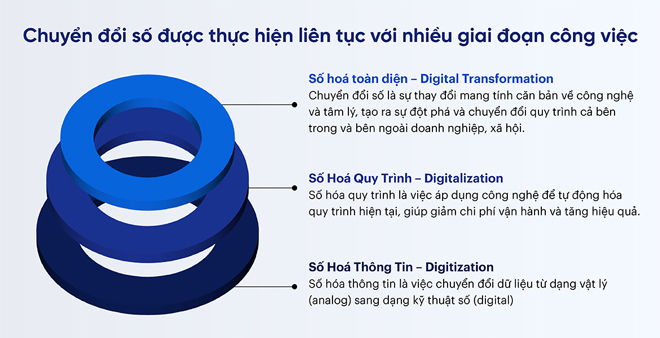 Chuyển đổi số được thực hiện liên tục với nhiều giai đoạn công việc
Số hoá toàn diện – Digital Transformation
Chuyển đổi số là sự thay đổi mang tính căn bản về công nghệ
và tâm lý, tạo ra sự đột phá và chuyển đổi quy trình cả bên
trong và bên ngoài doanh nghiệp, xã hội.
Số Hoá Quy Trình – Digitalization
Số hóa quy trình là việc áp dụng công nghệ để tự động hóa
quy trình hiện tại, giúp giảm chi phí vận hành và tăng hiệu quả.
Số Hoá Thông Tin – Digitization
Số hóa thông tin là việc chuyển đổi dữ liệu từ dạng vật lý
(analog) sang dạng kỹ thuật số (digital)